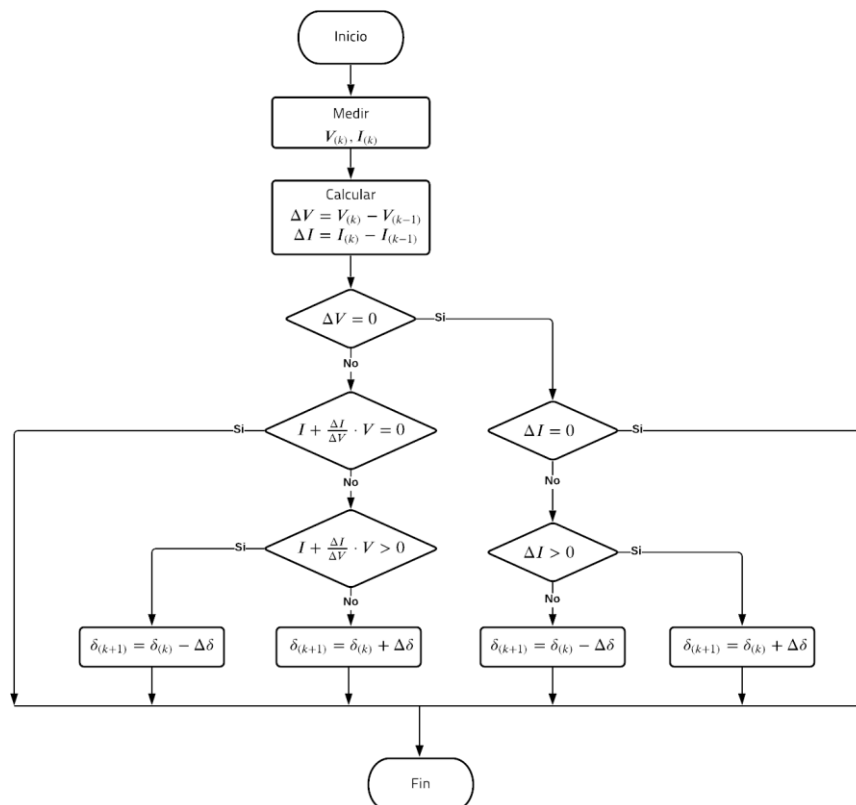 Inicio
Medir
V(k), I(k)
Calcular
ΔV = V(k) − V(k−1)
ΔI = I(k) − I(k−1)
ΔV = 0
Si
No
Si
I + ΔI/ΔV · V = 0
ΔI = 0
Si
No
No
Si
I + ΔI/ΔV · V > 0
ΔI > 0
Si
No
No
δ(k+1) = δ(k) − Δδ
δ(k+1) = δ(k) + Δδ
δ(k+1) = δ(k) − Δδ
δ(k+1) = δ(k) + Δδ
Fin